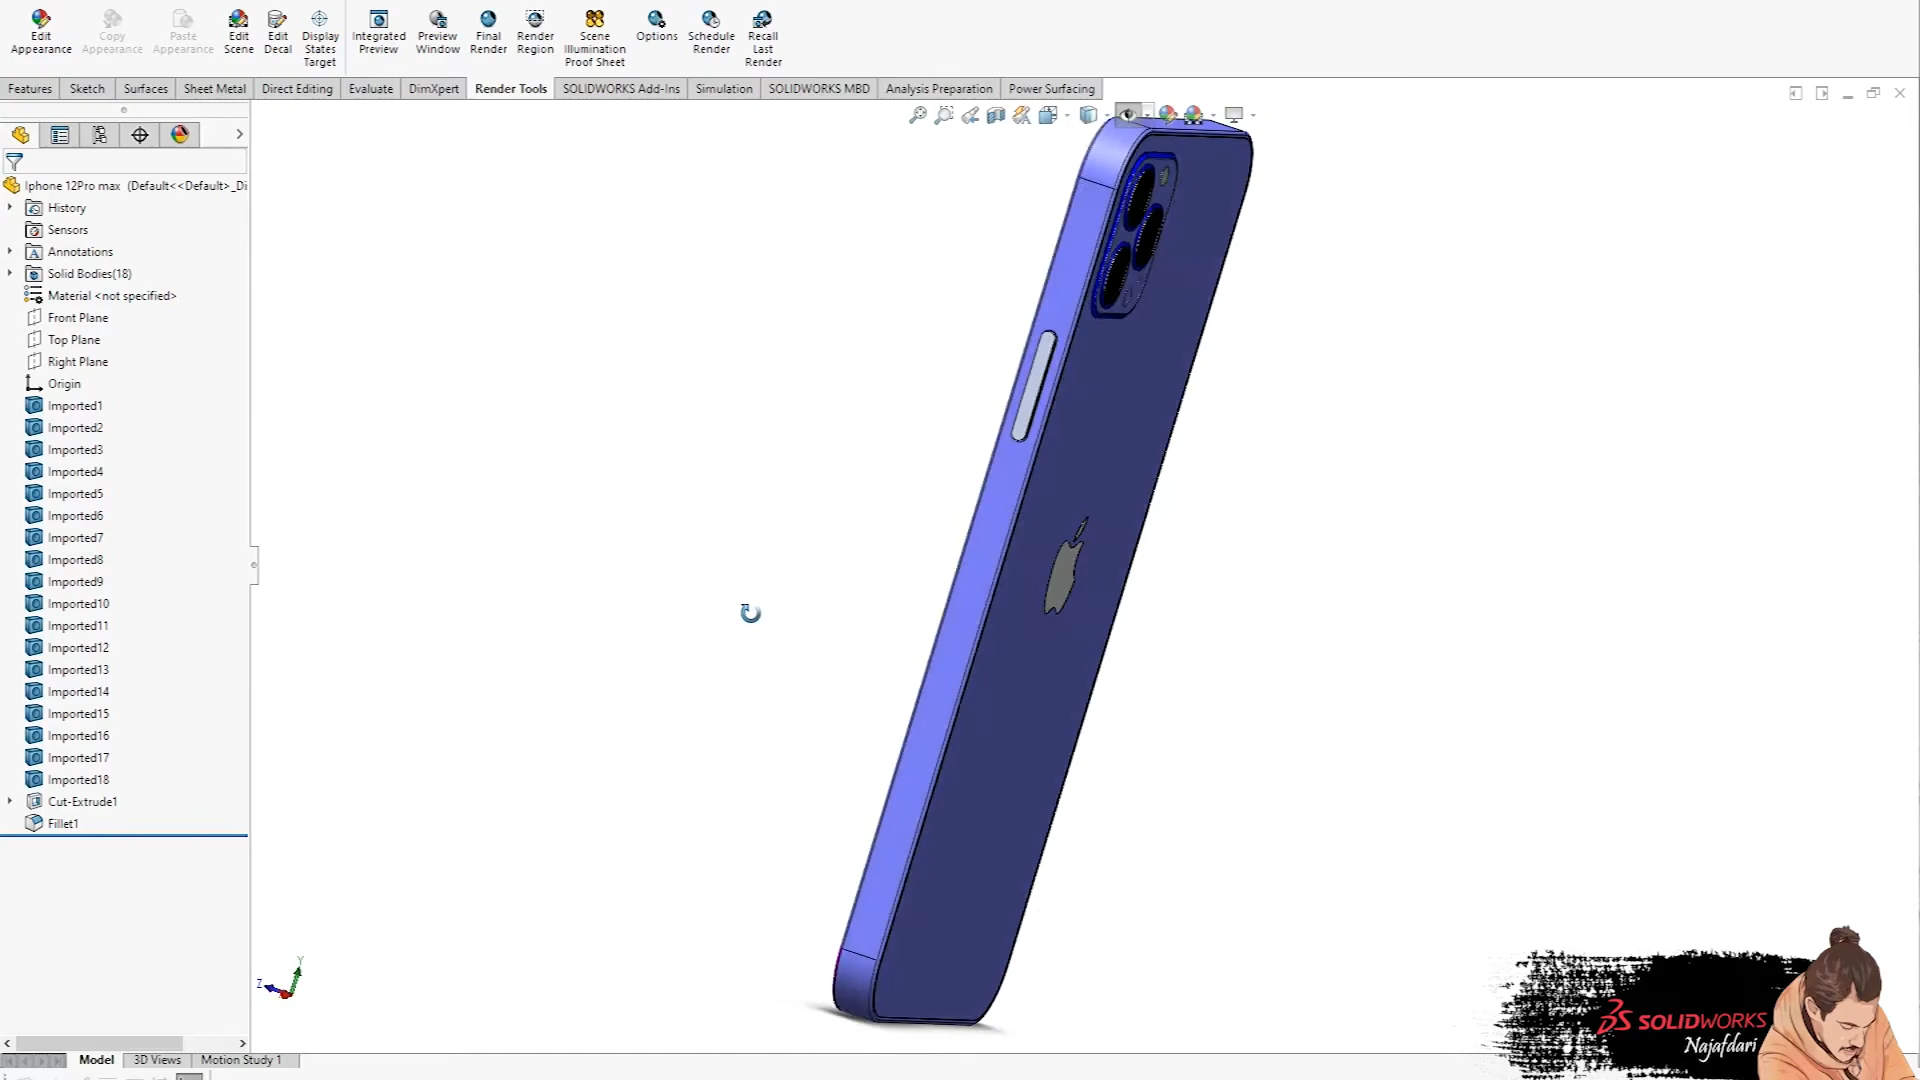 Edit Appearance
Copy Appearance
Paste Appearance
Edit Scene
Edit Decal
Display States Target
Integrated Preview
Preview Window
Final Render
Render Region
Scene Illumination Proof Sheet
Options
Schedule Render
Recall Last Render
Features
Sketch
Surfaces
Sheet Metal
Direct Editing
Evaluate
DimXpert
Render Tools
SOLIDWORKS Add-Ins
Simulation
SOLIDWORKS MBD
Analysis Preparation
Power Surfacing
Iphone 12Pro max (Default<<Default>_Di
History
Sensors
Annotations
Solid Bodies(18)
Material <not specified>
Front Plane
Top Plane
Right Plane
Origin
Imported1
Imported2
Imported3
Imported4
Imported5
Imported6
Imported7
Imported8
Imported9
Imported10
Imported11
Imported12
Imported13
Imported14
Imported15
Imported16
Imported17
Imported18
Cut-Extrude1
Fillet1
Y
Z
Model
3D Views
Motion Study 1
SOLIDWORKS
Najafdari